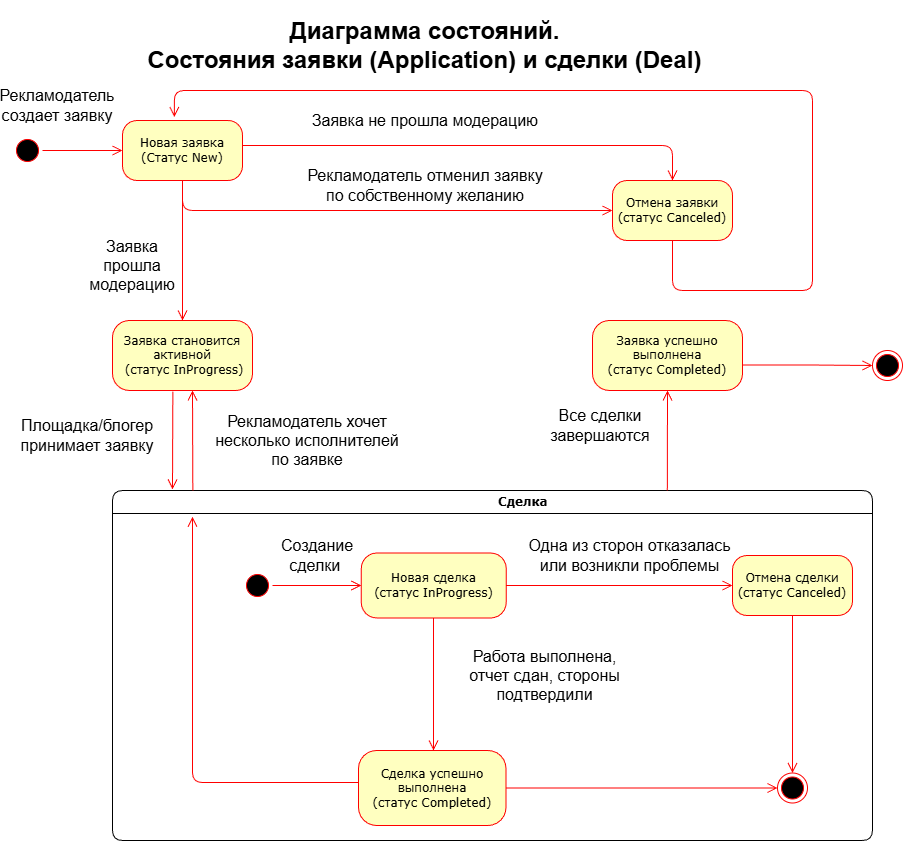 Диаграмма состояний.
Состояния заявки (Application) и сделки (Deal)
Рекламодатель
создает заявку
Новая заявка
(Статус New)
Заявка не прошла модерацию
Рекламодатель отменил заявку
по собственному желанию
Отмена заявки
(статус Canceled)
Заявка
прошла
модерацию
Заявка становится
активной
(статус InProgress)
Заявка успешно
выполнена
(статус Completed)
Площадка/блогер
принимает заявку
Рекламодатель хочет
несколько исполнителей
по заявке
Все сделки
завершаются
Сделка
Создание
сделки
Новая сделка
(статус InProgress)
Одна из сторон отказалась
или возникли проблемы
Отмена сделки
(статус Canceled)
Работа выполнена,
отчет сдан, стороны
подтвердили
Сделка успешно
выполнена
(статус Completed)